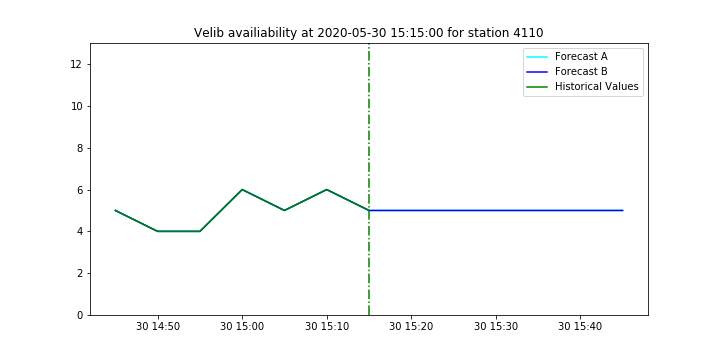 Velib availiability at 2020-05-30 15:15:00 for station 4110
Forecast A
Forecast B
Historical Values
12
10
8
6
4
2
0
30 14:50 30 15:00 30 15:10 30 15:20 30 15:30 30 15:40